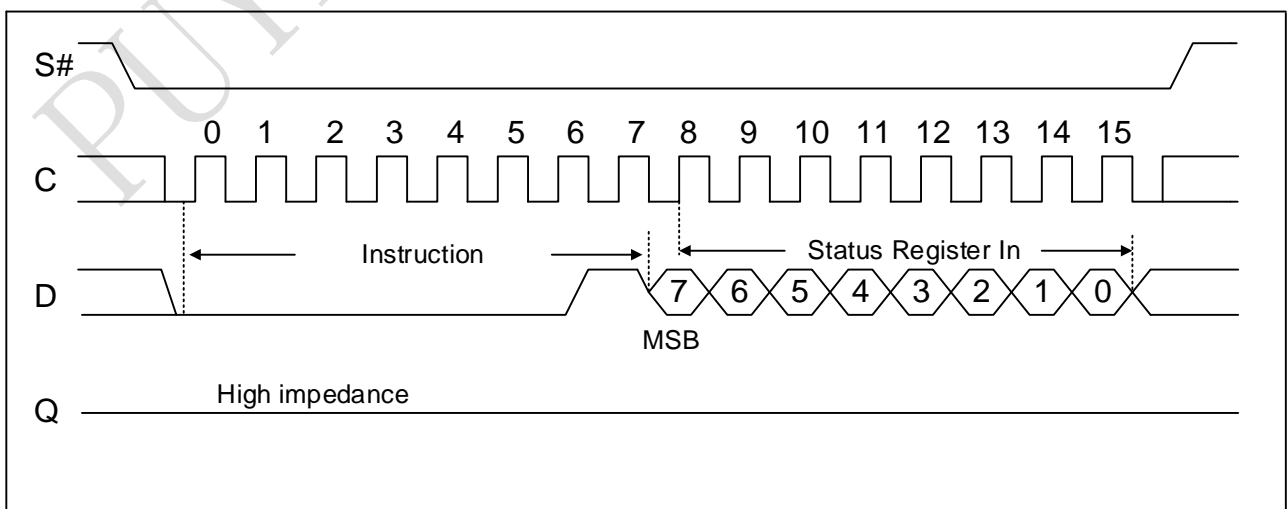 PUY
S#
0 1 2 3 4 5 6 7 8 9 10 11 12 13 14 15
C
Instruction
Status Register In
D
7 6 5 4 3 2 1 0
MSB
High impedance
Q